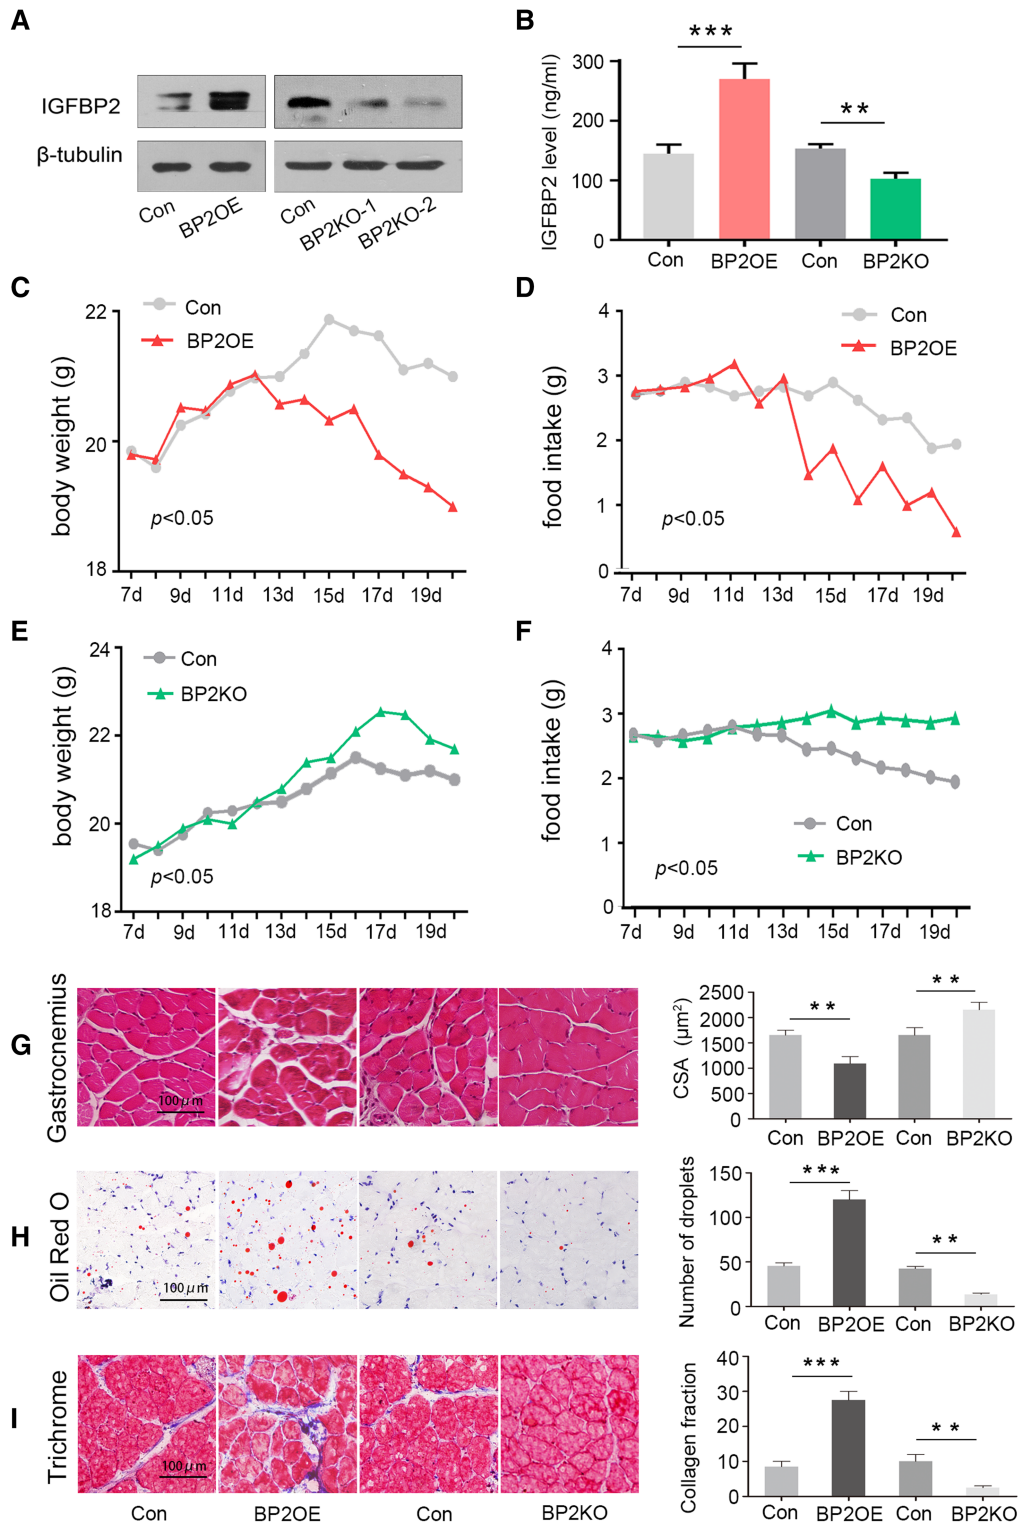 A
IGFBP2
β-tubulin
Con
BP2OE
Con
BP2KO-1
BP2KO-2
B
IGFBP2 level (ng/ml)
300
200
100
0
***
**
Con
BP2OE
Con
BP2KO
C
body weight (g)
22
20
18
Con
BP2OE
p<0.05
7d 9d 11d 13d 15d 17d 19d
D
food intake (g)
4
3
2
1
0
Con
BP2OE
p<0.05
7d 9d 11d 13d 15d 17d 19d
E
body weight (g)
24
22
20
18
Con
BP2KO
p<0.05
7d 9d 11d 13d 15d 17d 19d
F
food intake (g)
4
3
2
1
0
Con
BP2KO
p<0.05
7d 9d 11d 13d 15d 17d 19d
G
Gastrocnemius
100μm
CSA (μm²)
2500
2000
1500
1000
500
0
**
**
Con BP2OE Con BP2KO
H
Oil Red O
100μm
Number of droplets
150
100
50
0
***
**
Con BP2OE Con BP2KO
I
Trichrome
100μm
Con BP2OE Con BP2KO
Collagen fraction
40
30
20
10
0
***
**
Con BP2OE Con BP2KO